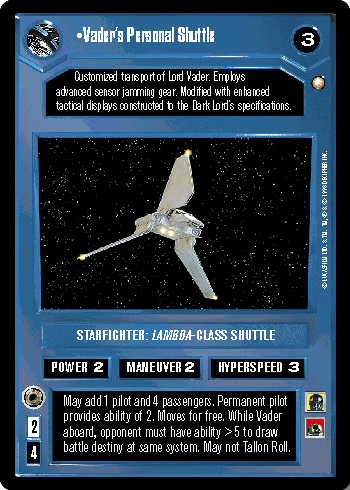 •Vader's Personal Shuttle
3
Customized transport of Lord Vader. Employs
advanced sensor jamming gear. Modified with enhanced
tactical displays constructed to the Dark Lord's specifications.
STARFIGHTER: LAMBDA-CLASS SHUTTLE
POWER 2 MANEUVER 2 HYPERSPEED 3
May add 1 pilot and 4 passengers. Permanent pilot
provides ability of 2. Moves for free. While Vader
aboard, opponent must have ability > 5 to draw
battle destiny at same system. May not Tallon Roll.
2
4